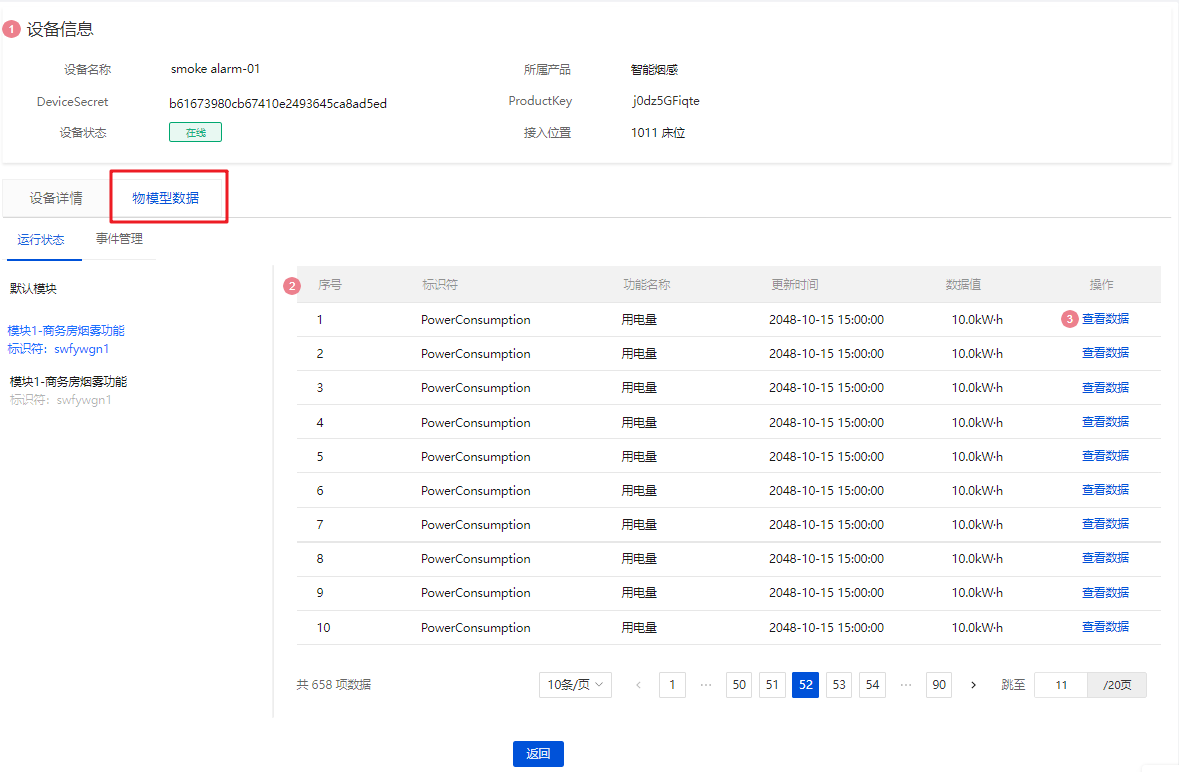 1 设备信息
设备名称 smoke alarm-01 所属产品 智能烟感
DeviceSecret b61673980cb67410e2493645ca8ad5ed ProductKey j0dz5GFiqte
设备状态 在线 接入位置 1011 床位
设备详情 物模型数据
运行状态 事件管理
默认模块
模块1-商务房烟雾功能
标识符：swfywgn1
模块1-商务房烟雾功能
标识符：swfywgn1
2 序号 标识符 功能名称 更新时间 数据值 操作
1 PowerConsumption 用电量 2048-10-15 15:00:00 10.0kW·h 3 查看数据
2 PowerConsumption 用电量 2048-10-15 15:00:00 10.0kW·h 查看数据
3 PowerConsumption 用电量 2048-10-15 15:00:00 10.0kW·h 查看数据
4 PowerConsumption 用电量 2048-10-15 15:00:00 10.0kW·h 查看数据
5 PowerConsumption 用电量 2048-10-15 15:00:00 10.0kW·h 查看数据
6 PowerConsumption 用电量 2048-10-15 15:00:00 10.0kW·h 查看数据
7 PowerConsumption 用电量 2048-10-15 15:00:00 10.0kW·h 查看数据
8 PowerConsumption 用电量 2048-10-15 15:00:00 10.0kW·h 查看数据
9 PowerConsumption 用电量 2048-10-15 15:00:00 10.0kW·h 查看数据
10 PowerConsumption 用电量 2048-10-15 15:00:00 10.0kW·h 查看数据
共 658 项数据 10条/页 ‹ 1 ··· 50 51 52 53 54 ··· 90 › 跳至 11 /20页
返回